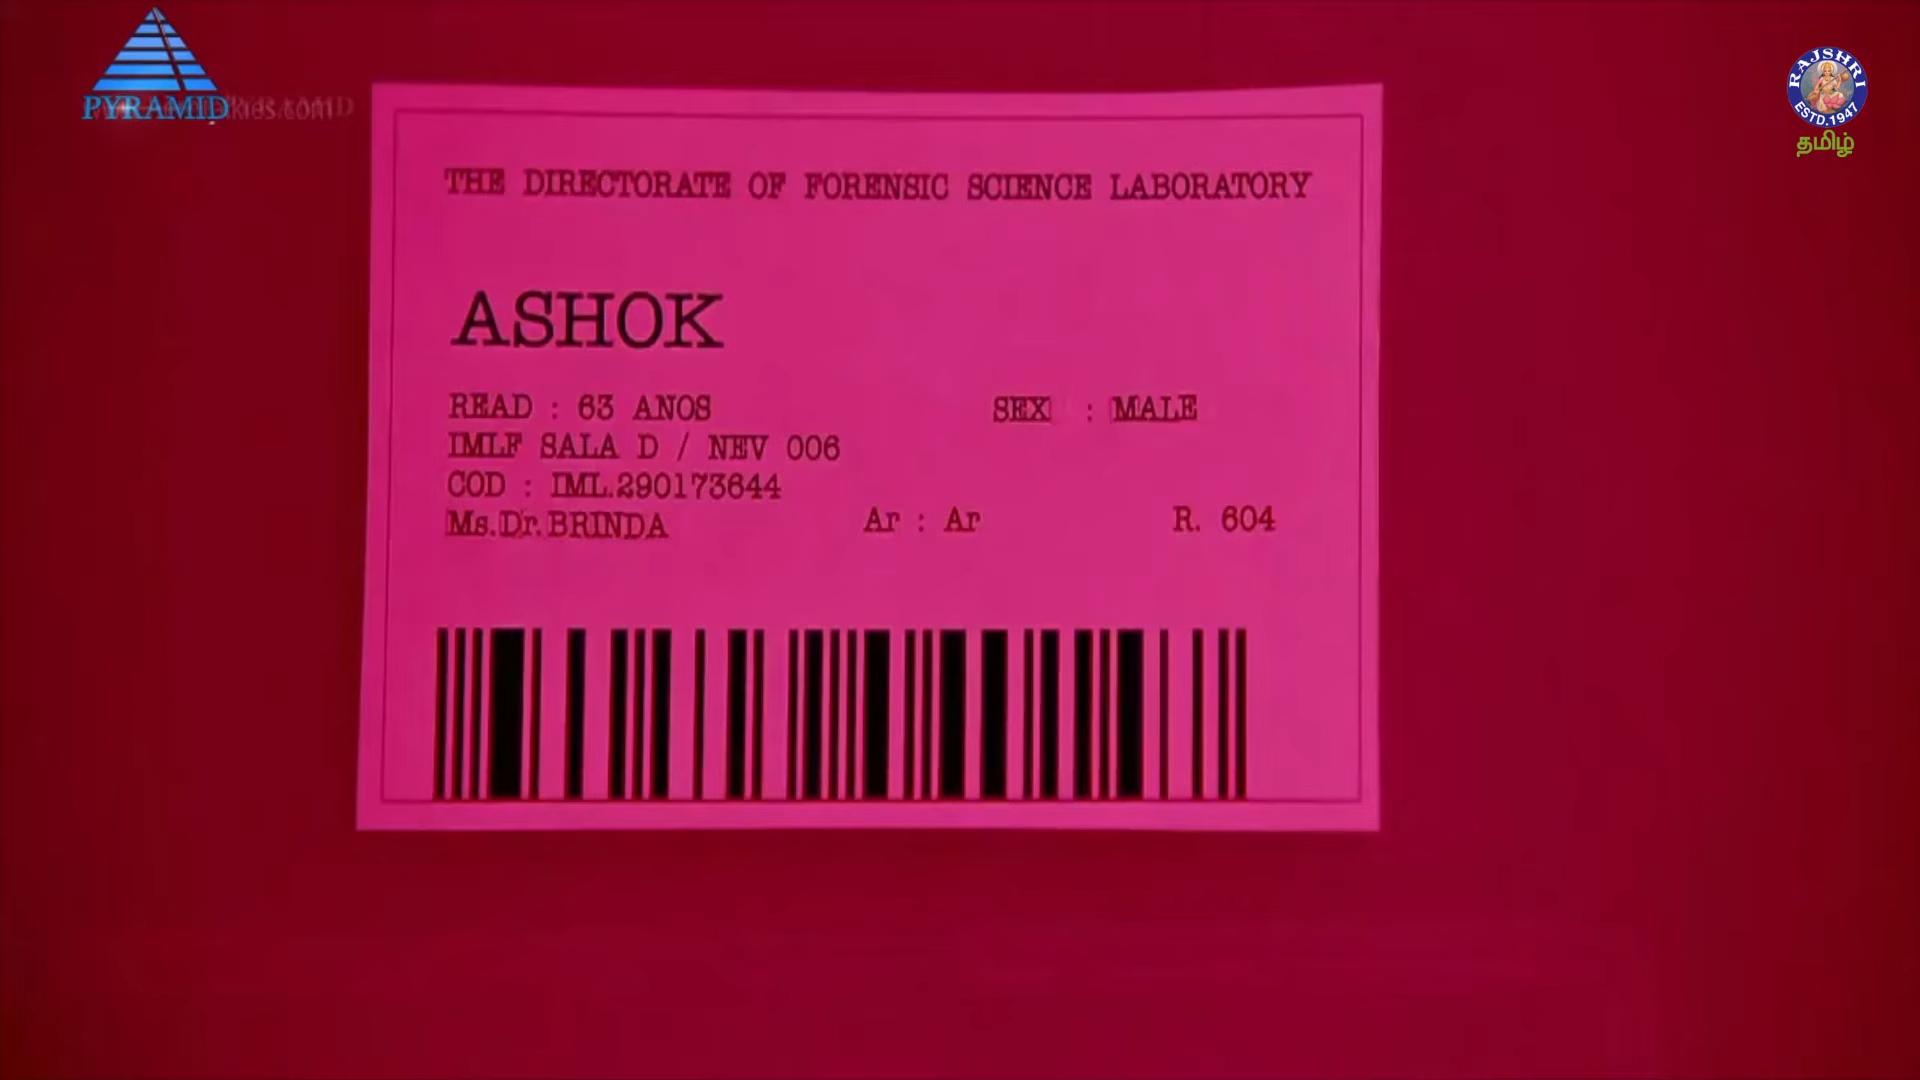 PYRAMID
RAJSHRI
ESTD.1947
தமிழ்
THE DIRECTORATE OF FORENSIC SCIENCE LABORATORY
ASHOK
READ : 63 ANOS SEX : MALE
IMLF SALA D / NEV 006
COD : IML.290173644
Ms.Dr.BRINDA Ar : Ar R. 604